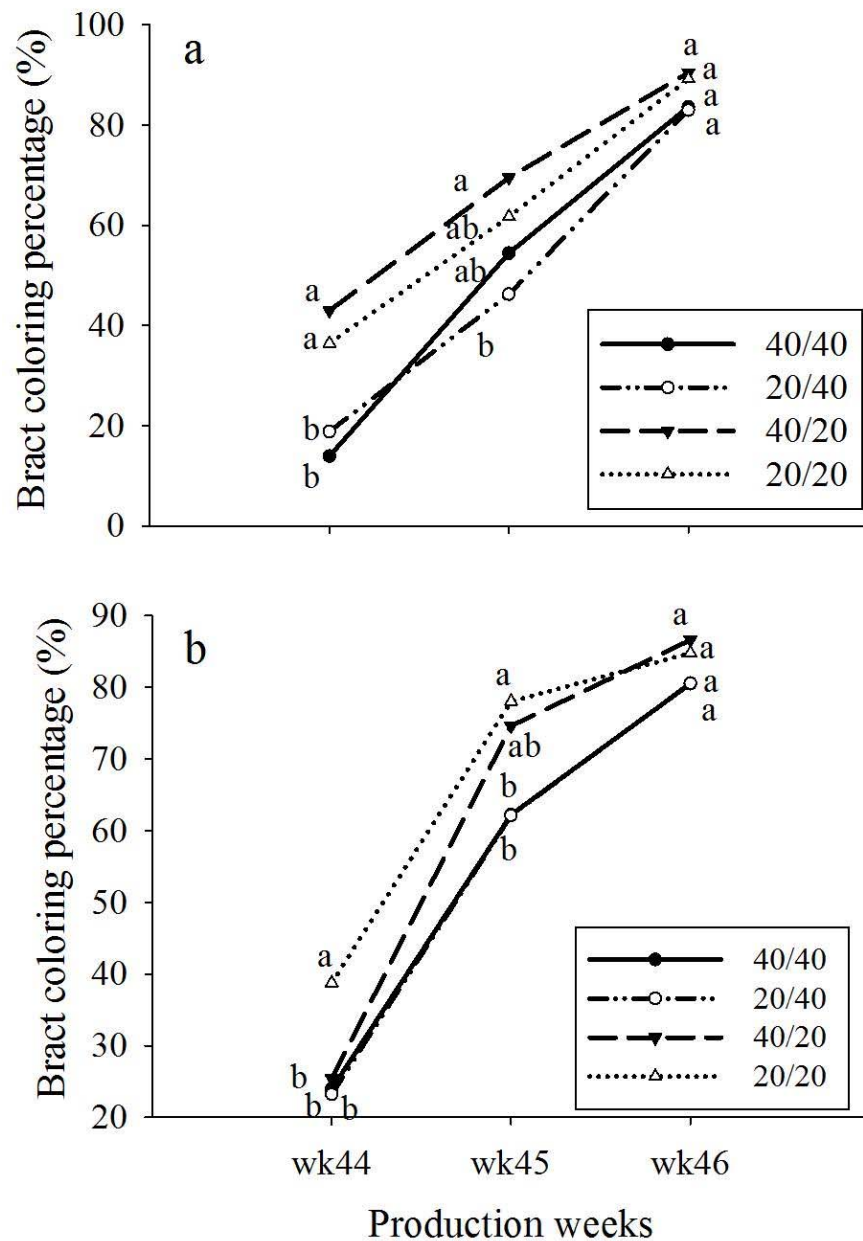 a
Bract coloring percentage (%)
100
80
60
40
20
0
a
a
a
a
a
ab
ab
b
a
a
b
b
40/40
20/40
40/20
20/20
b
Bract coloring percentage (%)
90
80
70
60
50
40
30
20
a
a
a
a
a
ab
b
b
a
b
b b
40/40
20/40
40/20
20/20
wk44 wk45 wk46
Production weeks